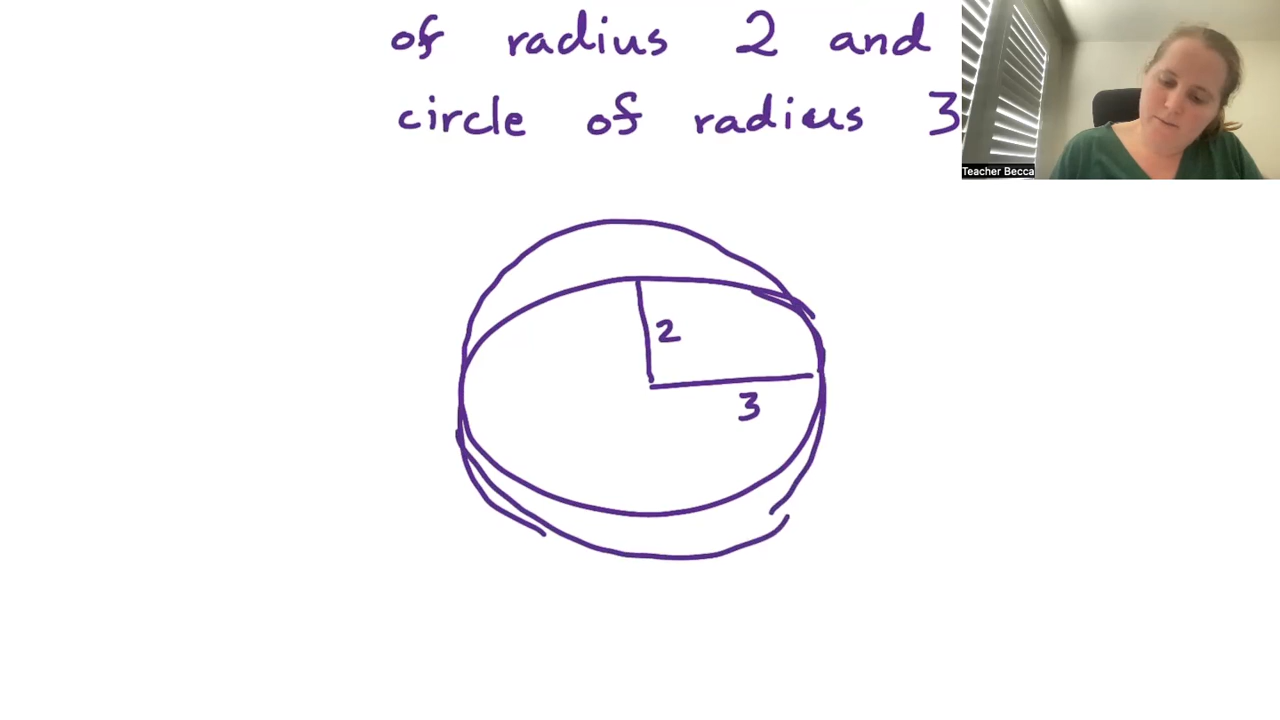 of radius 2 and
circle of radius 3
Teacher Becca
2
3